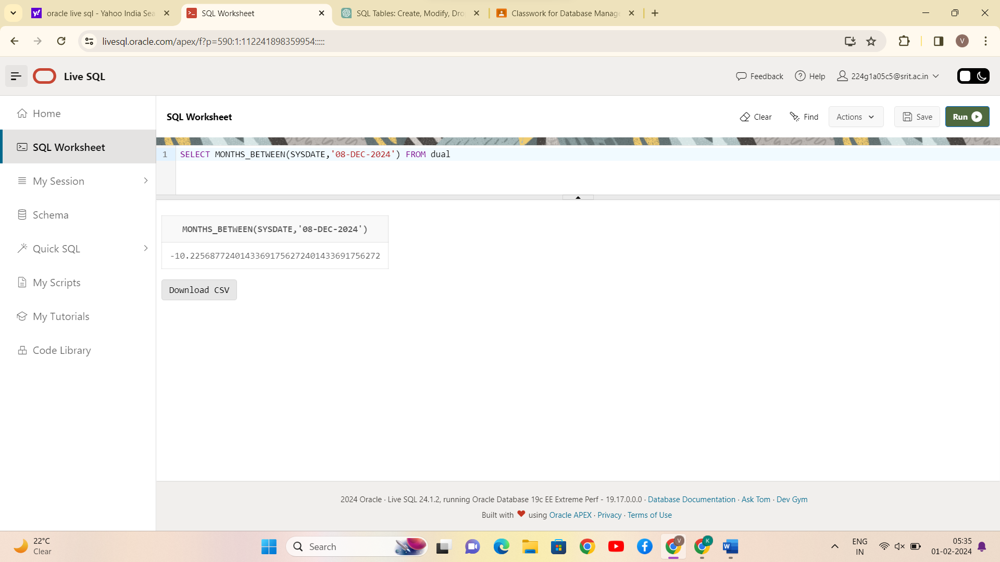 oracle live sql - Yahoo India Sea
SQL Worksheet
SQL Tables: Create, Modify, Dro
Classwork for Database Manage
livesql.oracle.com/apex/f?p=590:1:112241898359954:::::
V
Live SQL
Feedback
Help
224g1a05c5@srit.ac.in
Home
SQL Worksheet
My Session
Schema
Quick SQL
My Scripts
My Tutorials
Code Library
SQL Worksheet
Clear
Find
Actions
Save
Run
1 SELECT MONTHS_BETWEEN(SYSDATE,'08-DEC-2024') FROM dual
MONTHS_BETWEEN(SYSDATE,'08-DEC-2024')
-10.2256877240143369175627240143369175​6272
Download CSV
2024 Oracle · Live SQL 24.1.2, running Oracle Database 19c EE Extreme Perf - 19.17.0.0.0 · Database Documentation · Ask Tom · Dev Gym
Built with ❤ using Oracle APEX · Privacy · Terms of Use
22°C
Clear
Search
V
K
W
ENG
IN
05:35
01-02-2024